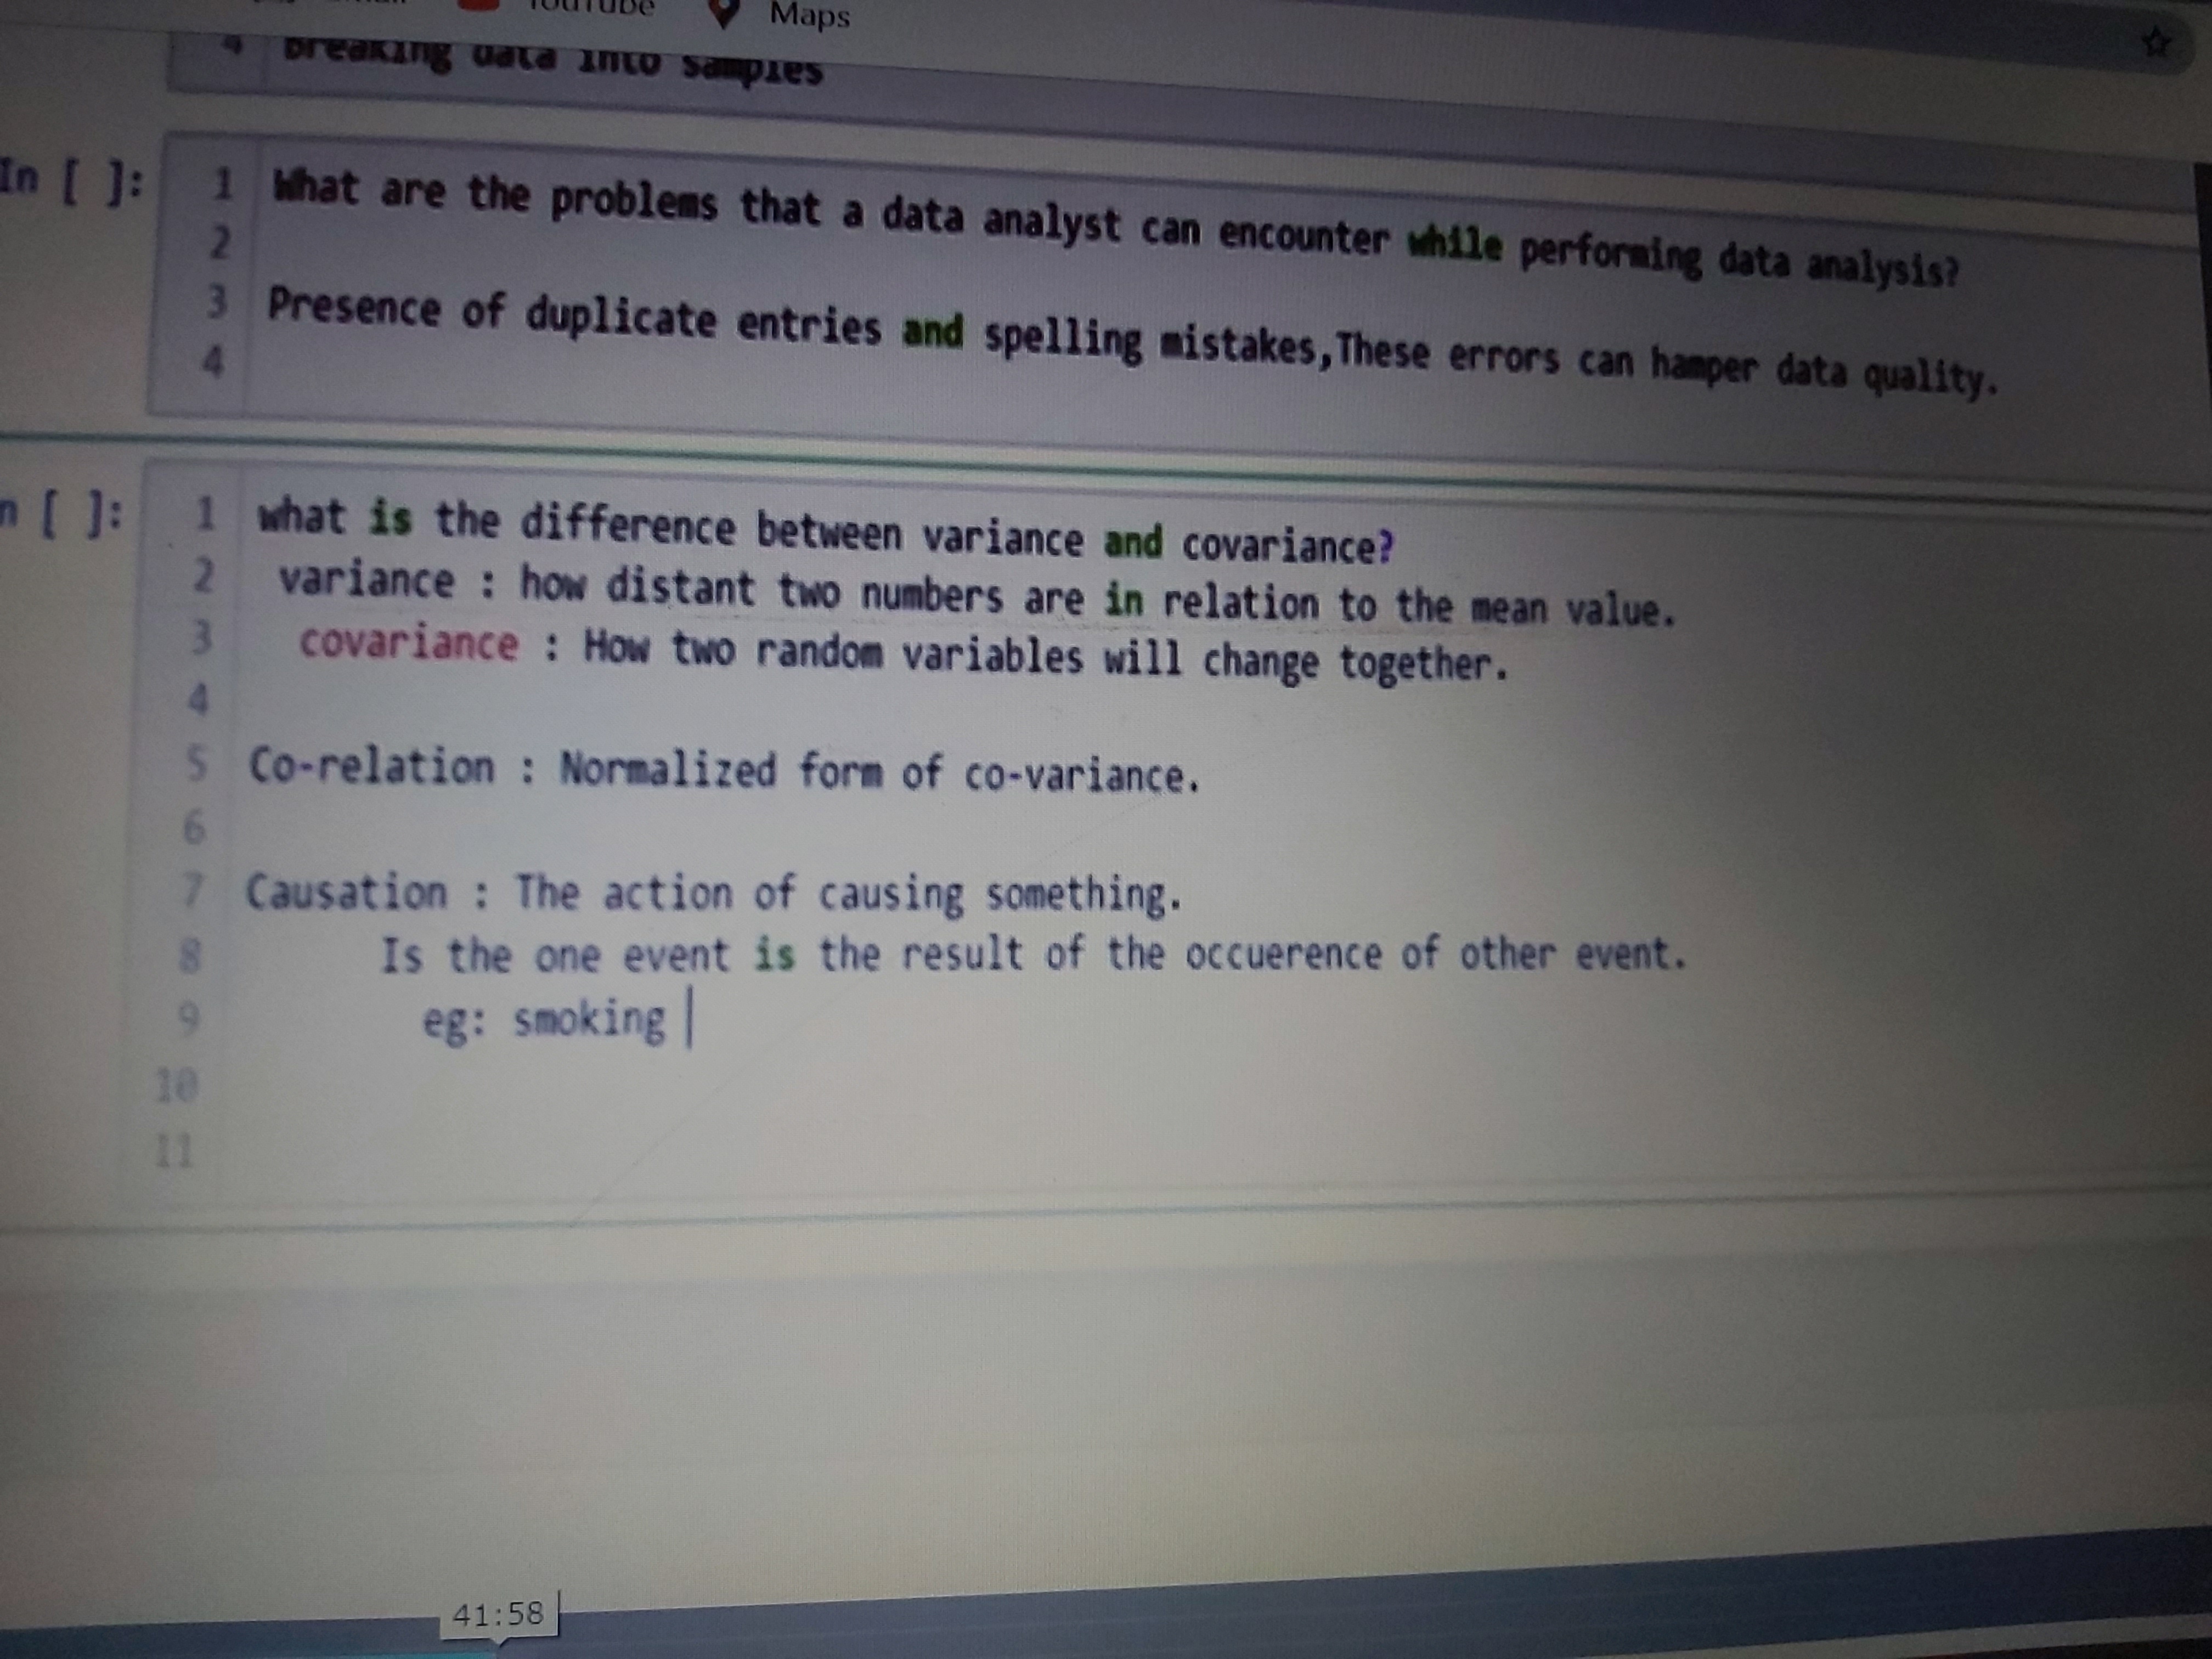 YouTube
Maps
4 Breaking data into samples
In [ ]:
1 What are the problems that a data analyst can encounter while performing data analysis?
2
3 Presence of duplicate entries and spelling mistakes,These errors can hamper data quality.
4
n [ ]:
1 what is the difference between variance and covariance?
2 variance : how distant two numbers are in relation to the mean value.
3 covariance : How two random variables will change together.
4
5 Co-relation : Normalized form of co-variance.
6
7 Causation : The action of causing something.
8 Is the one event is the result of the occuerence of other event.
9 eg: smoking
10
11
41:58